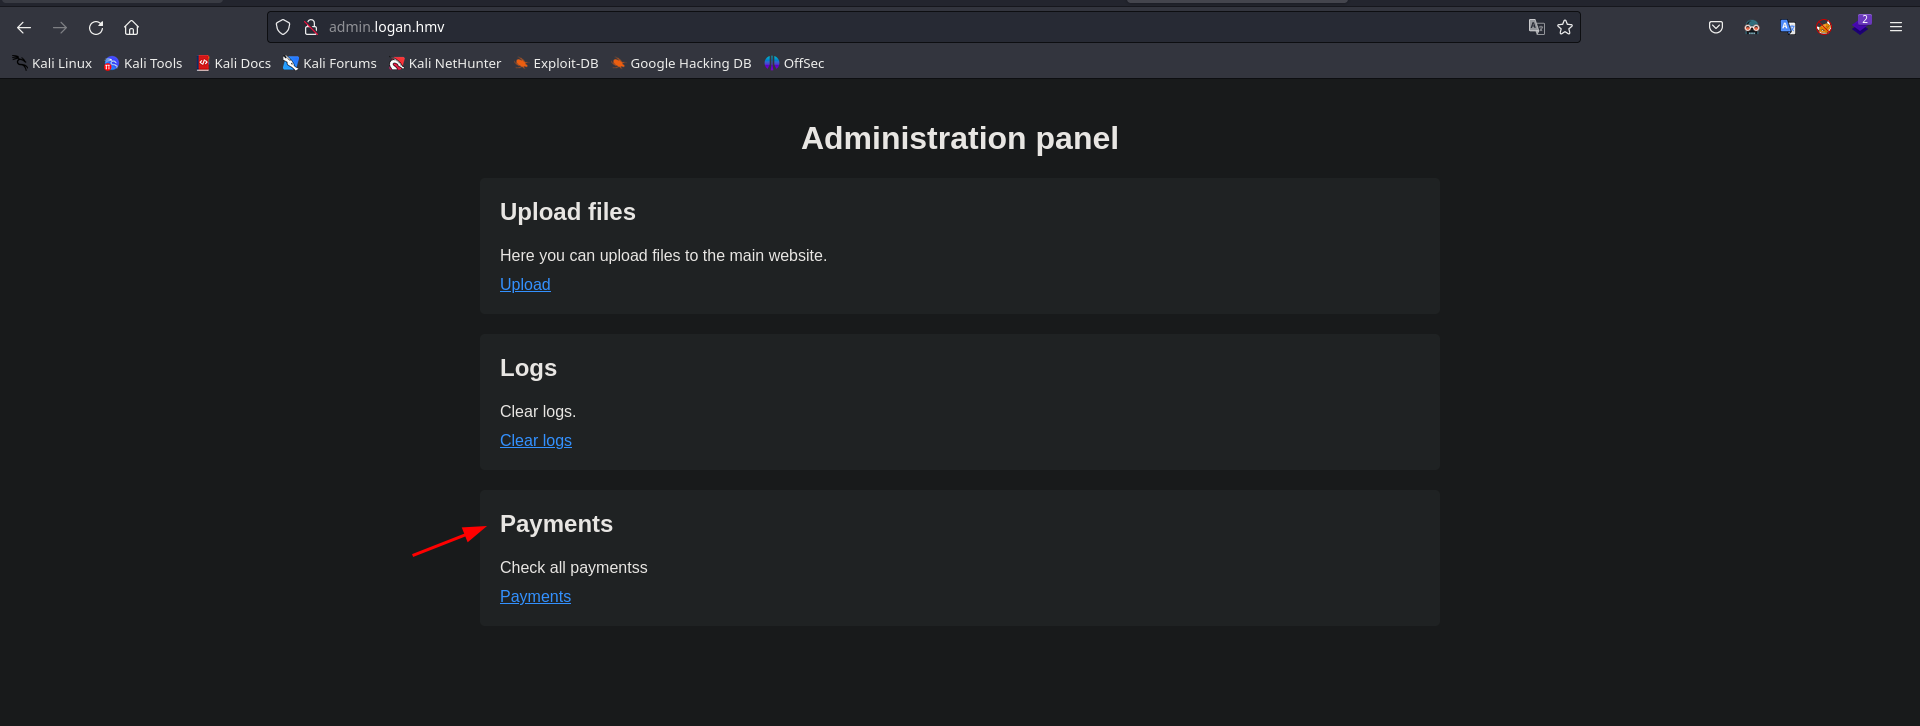 admin.logan.hmv
2
Kali Linux Kali Tools Kali Docs Kali Forums Kali NetHunter Exploit-DB Google Hacking DB OffSec
Administration panel
Upload files
Here you can upload files to the main website.
Upload
Logs
Clear logs.
Clear logs
Payments
Check all paymentss
Payments